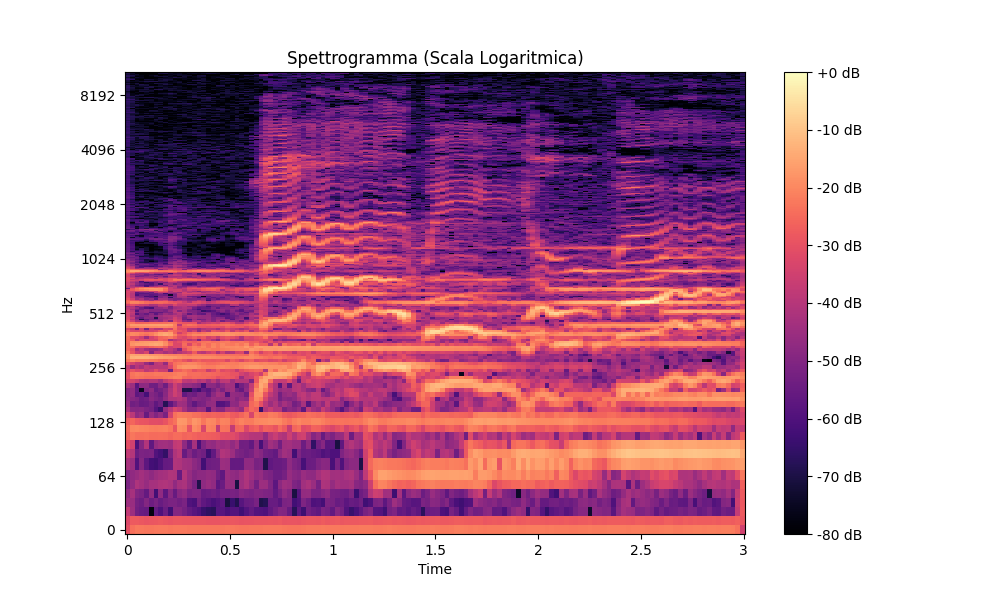 Spettrogramma (Scala Logaritmica)
Hz
8192
4096
2048
1024
512
256
128
64
0
0
0.5
1
1.5
2
2.5
3
Time
+0 dB
-10 dB
-20 dB
-30 dB
-40 dB
-50 dB
-60 dB
-70 dB
-80 dB